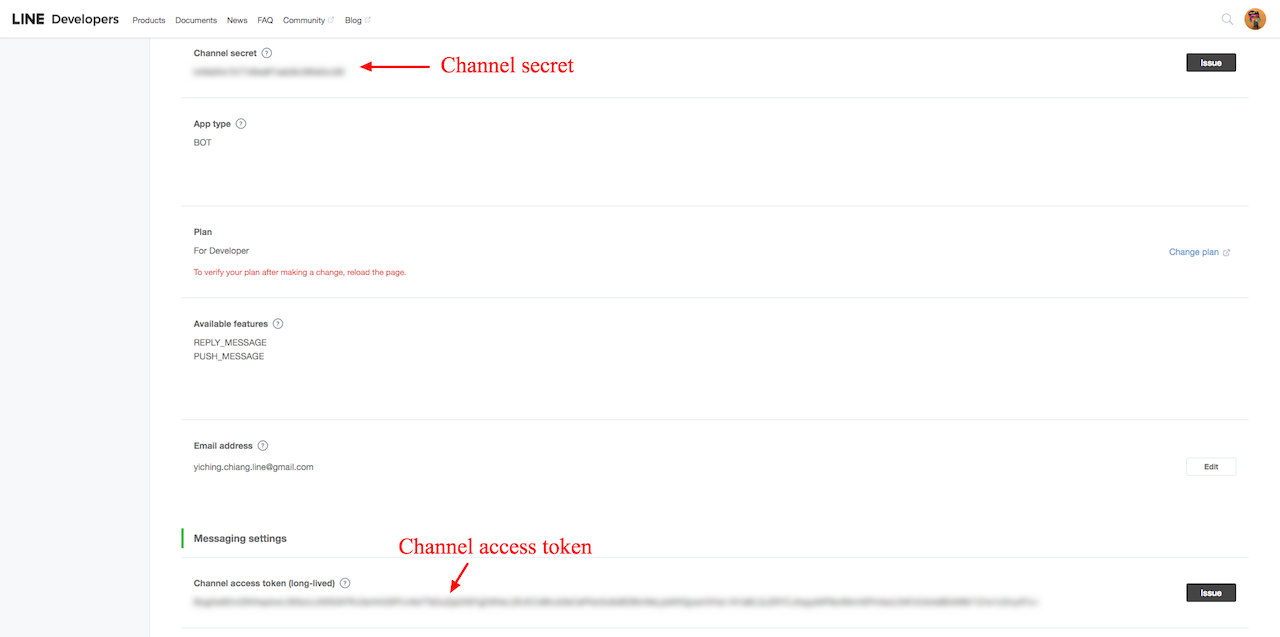 LINE Developers Products Documents News FAQ Community Blog
Channel secret
Channel secret
Issue
App type
BOT
Plan
For Developer
Change plan
To verify your plan after making a change, reload the page.
Available features
REPLY_MESSAGE
PUSH_MESSAGE
Email address
yiching.chiang.line@gmail.com
Edit
Messaging settings
Channel access token
Channel access token (long-lived)
Issue